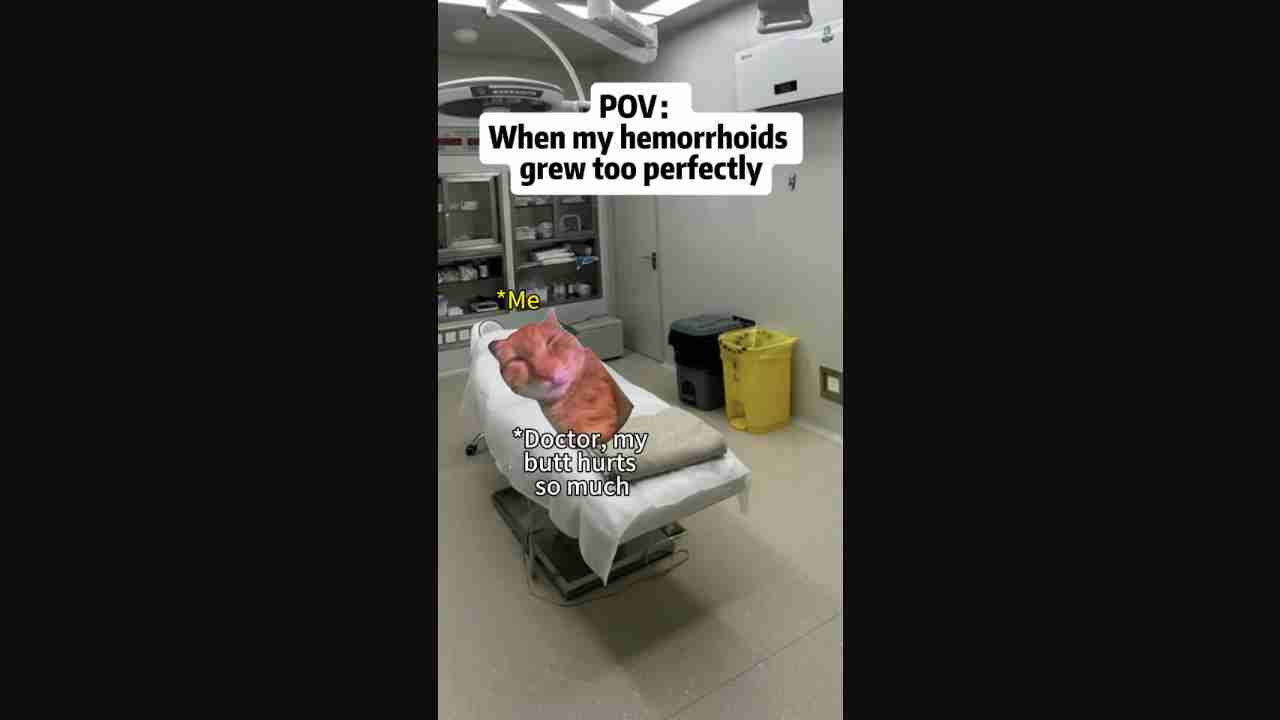 POV:
When my hemorrhoids
grew too perfectly
*Me
*Doctor, my
butt hurts
so much